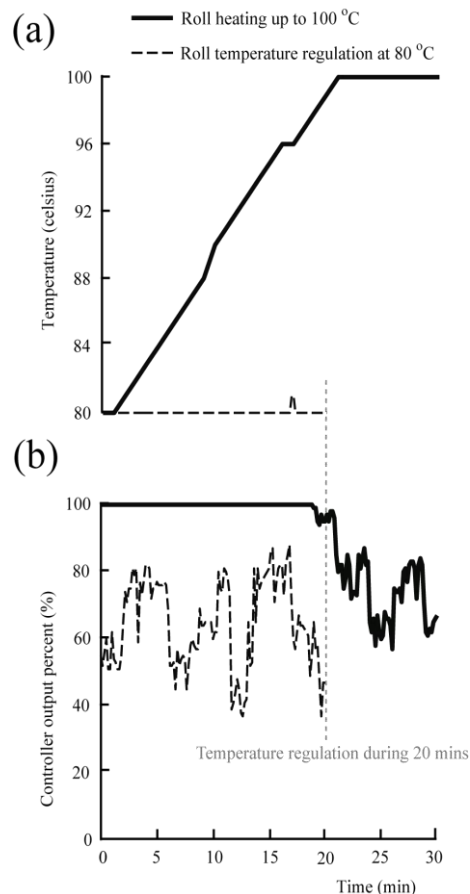 (a)
Roll heating up to 100 °C
Roll temperature regulation at 80 °C
Temperature (celsius)
100
96
92
88
84
80
(b)
Controller output percent (%)
100
80
60
40
20
0
Temperature regulation during 20 mins
0 5 10 15 20 25 30
Time (min)